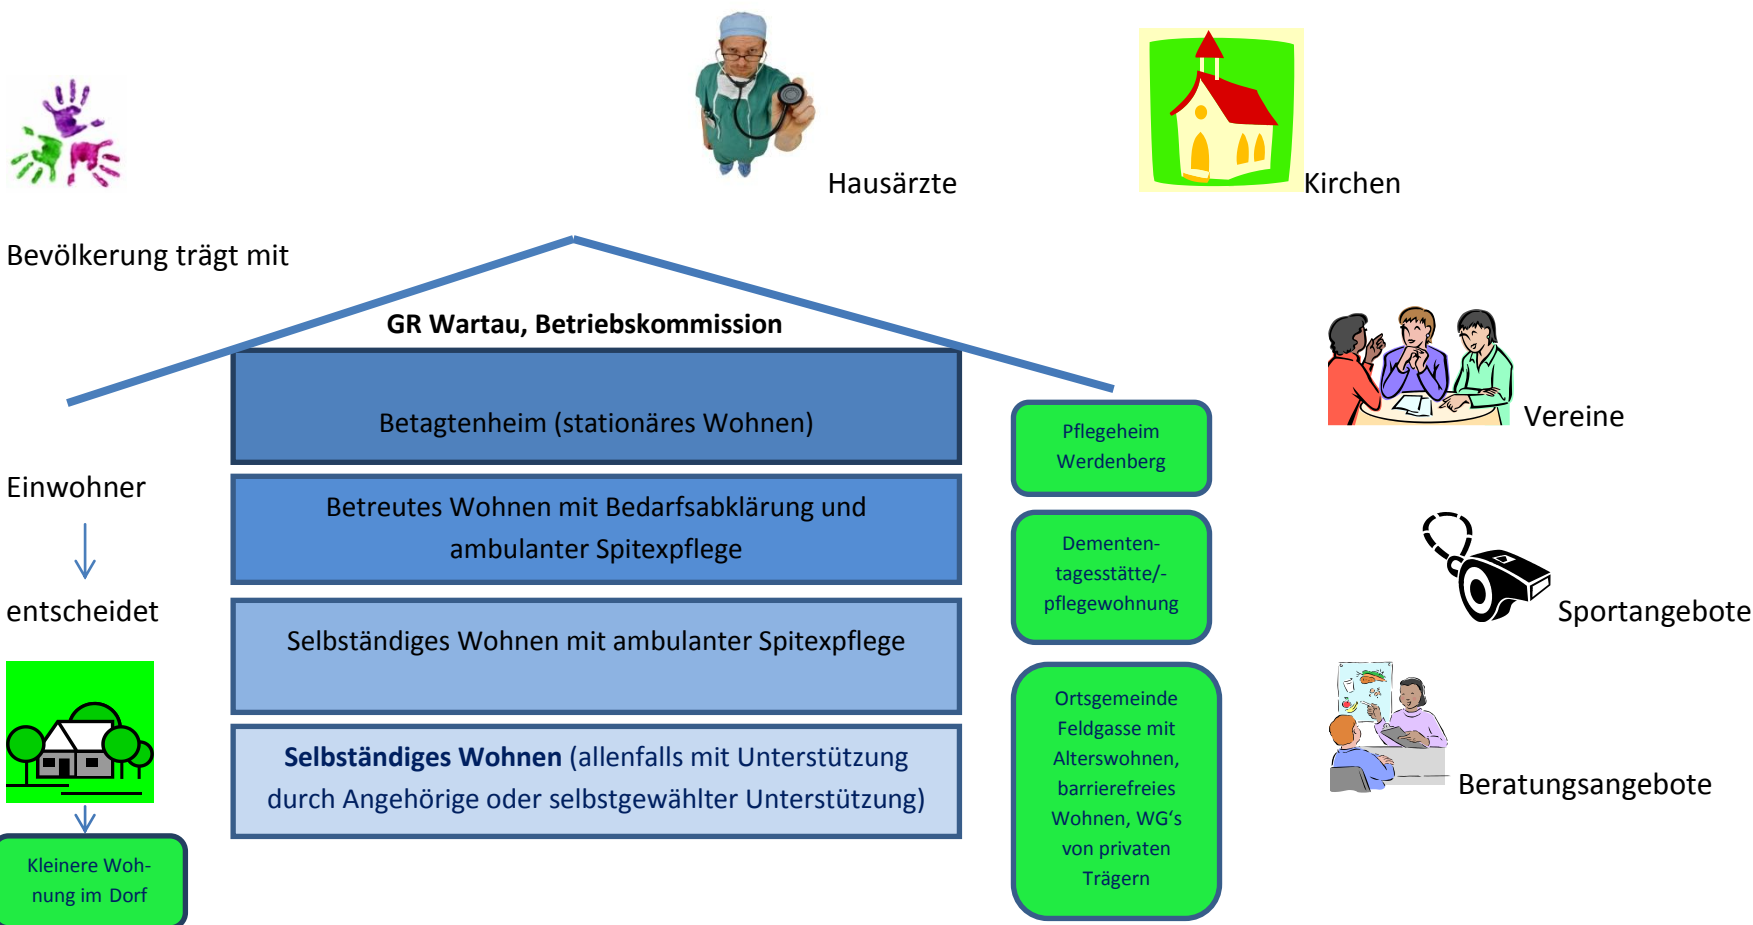 Hausärzte
Kirchen
Bevölkerung trägt mit
GR Wartau, Betriebskommission
Betagtenheim (stationäres Wohnen)
Betreutes Wohnen mit Bedarfsabklärung und
ambulanter Spitexpflege
Selbständiges Wohnen mit ambulanter Spitexpflege
Selbständiges Wohnen (allenfalls mit Unterstützung
durch Angehörige oder selbstgewählter Unterstützung)
Einwohner
entscheidet
Kleinere Woh-
nung im Dorf
Pflegeheim
Werdenberg
Dementen-
tagesstätte/-
pflegewohnung
Ortsgemeinde
Feldgasse mit
Alterswohnen,
barrierefreies
Wohnen, WG‘s
von privaten
Trägern
Vereine
Sportangebote
Beratungsangebote